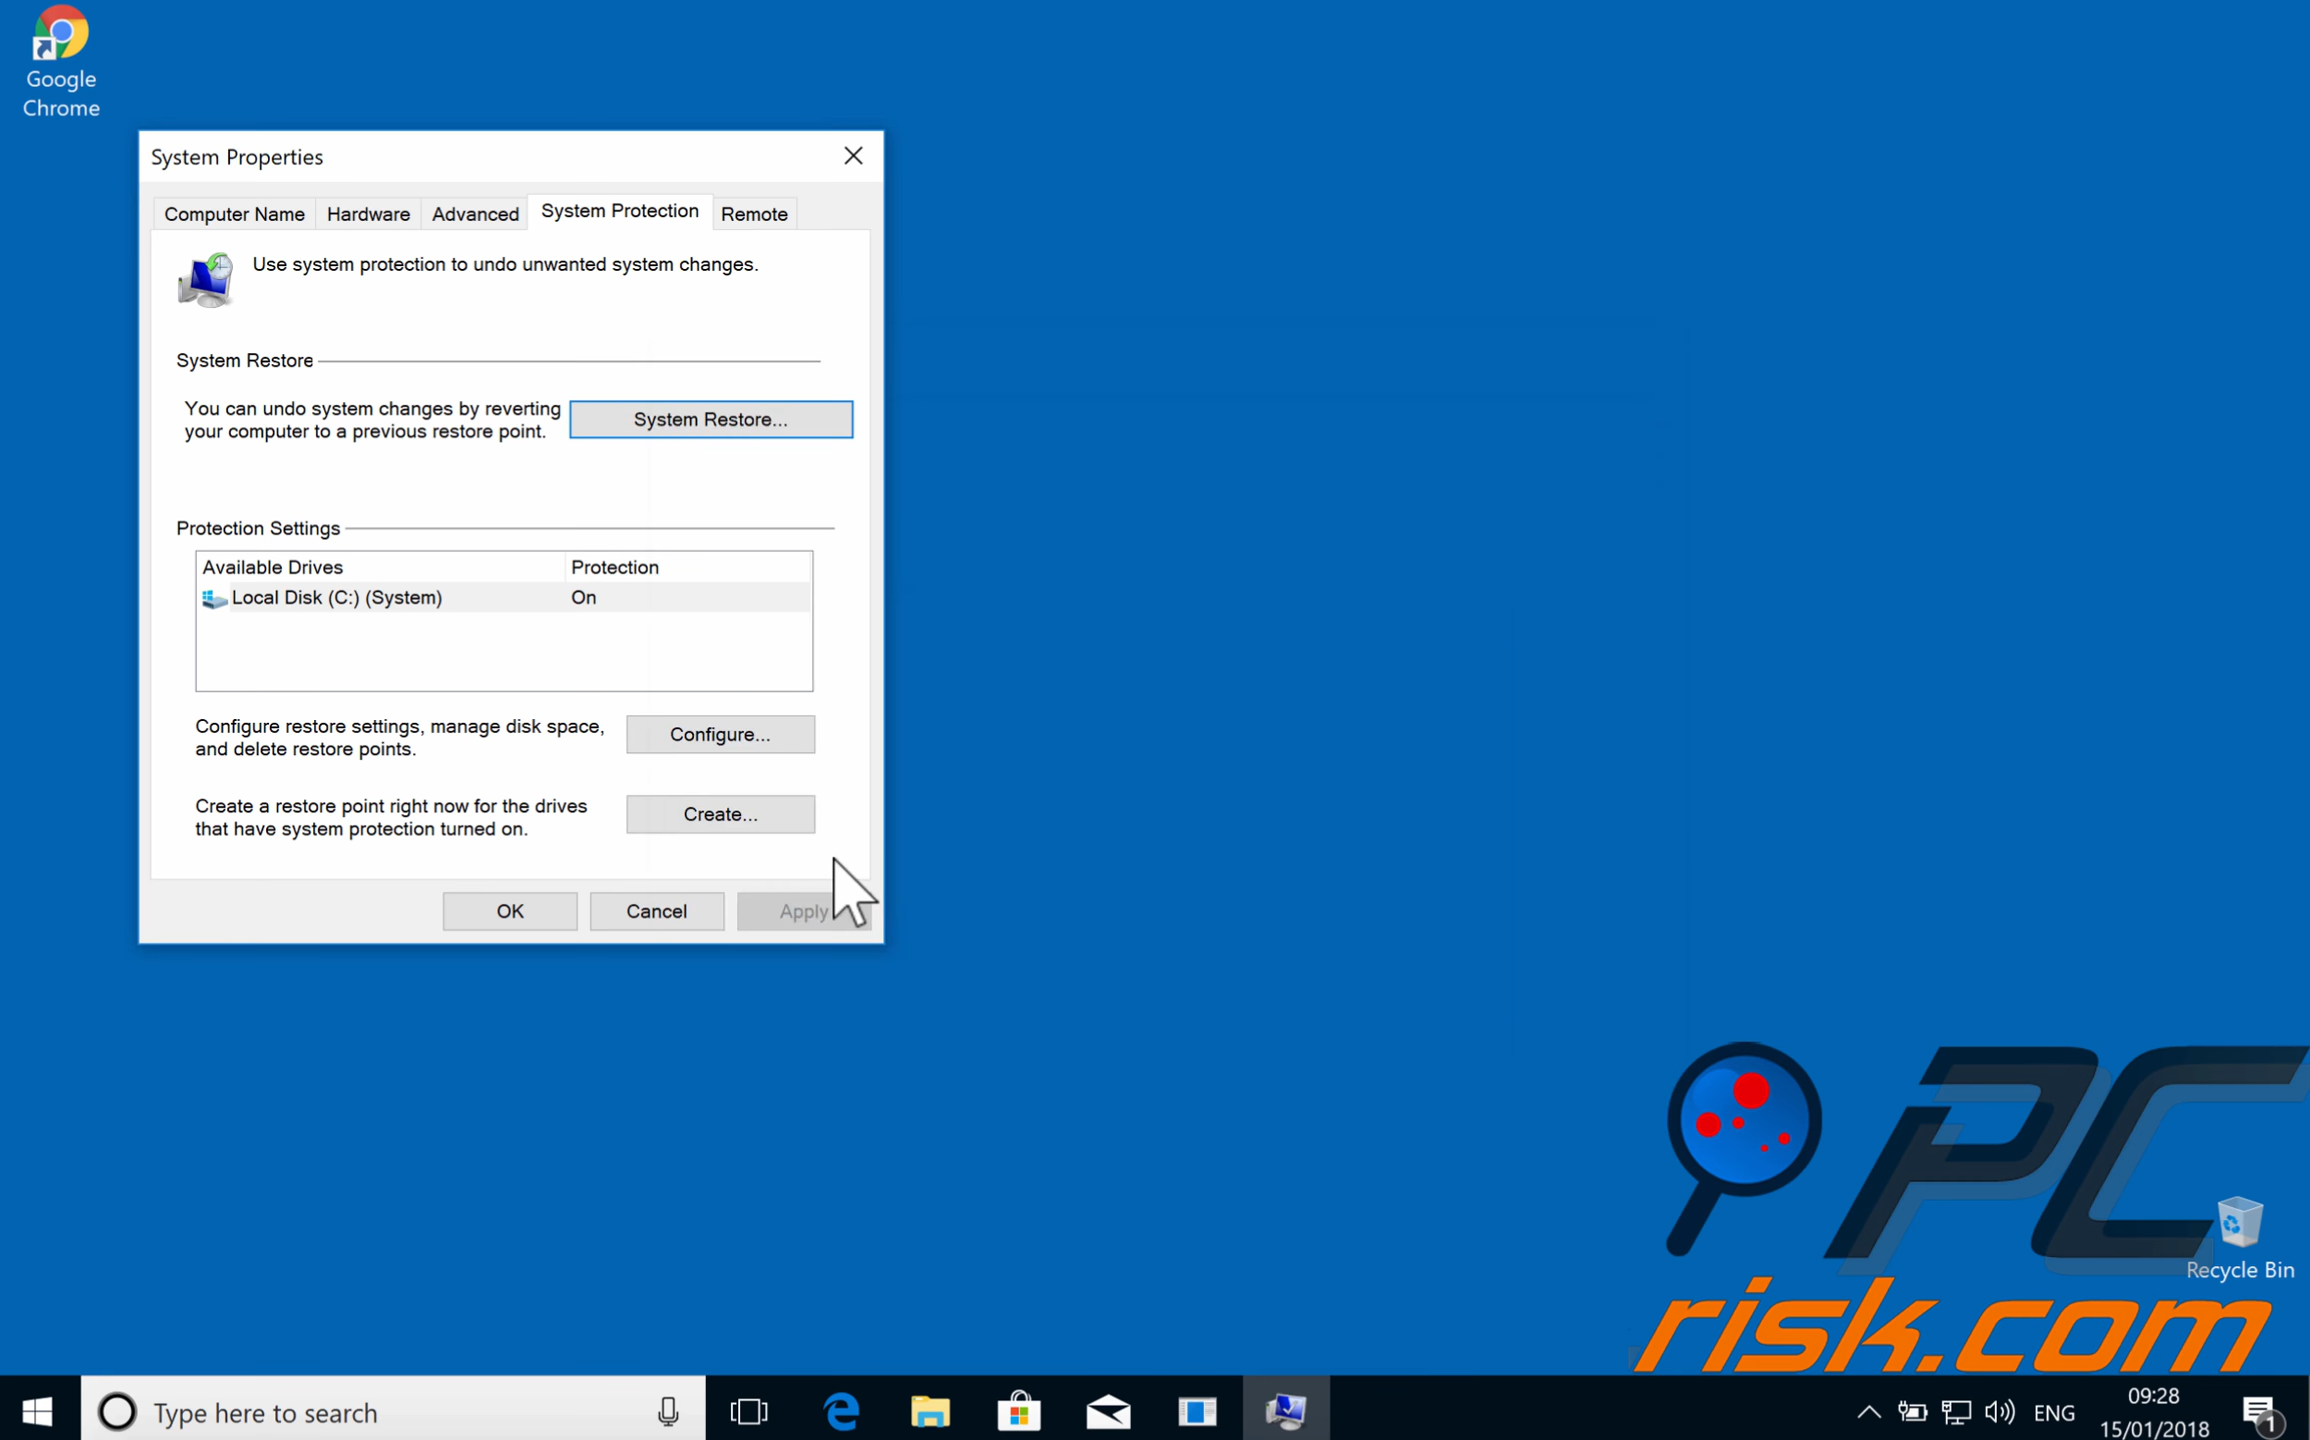 Google
Chrome
System Properties
Computer Name
Hardware
Advanced
System Protection
Remote
Use system protection to undo unwanted system changes.
System Restore
You can undo system changes by reverting
your computer to a previous restore point.
System Restore...
Protection Settings
Available Drives
Protection
Local Disk (C:) (System)
On
Configure restore settings, manage disk space,
and delete restore points.
Configure...
Create a restore point right now for the drives
that have system protection turned on.
Create...
OK
Cancel
Apply
PC
risk.com
Recycle Bin
Type here to search
ENG
09:28
15/01/2018
1